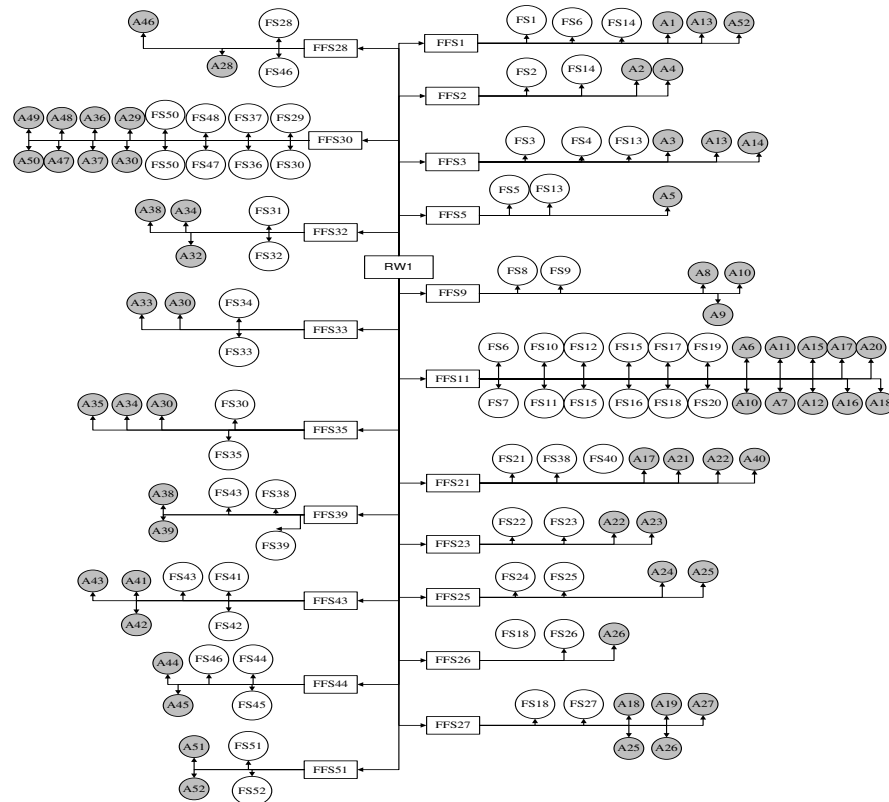 A46 FS28
FFS28
A28 FS46
A49 A48 A36 A29 FS50 FS48 FS37 FS29
FFS30
A50 A47 A37 A30 FS50 FS47 FS36 FS30
A38 A34 FS31
FFS32
A32 FS32
RW1
A33 A30 FS34
FFS33
FS33
A35 A34 A30 FS30
FFS35
FS35
A38 FS43 FS38
FFS39
A39 FS39
A43 A41 FS43 FS41
FFS43
A42 FS42
A44 FS46 FS44
FFS44
A45 FS45
A51 FS51
FFS51
A52 FS52
FS1 FS6 FS14 A1 A13 A52
FFS1
FS2 FS14 A2 A4
FFS2
FS3 FS4 FS13 A3 A13 A14
FFS3
FS5 FS13 A5
FFS5
FS8 FS9 A8 A10
FFS9
A9
FS6 FS10 FS12 FS15 FS17 FS19 A6 A11 A15 A17 A20
FFS11
FS7 FS11 FS15 FS16 FS18 FS20 A10 A7 A12 A16 A18
FS21 FS38 FS40 A17 A21 A22 A40
FFS21
FS22 FS23 A22 A23
FFS23
FS24 FS25 A24 A25
FFS25
FS18 FS26 A26
FFS26
FS18 FS27 A18 A19 A27
FFS27
A25 A26